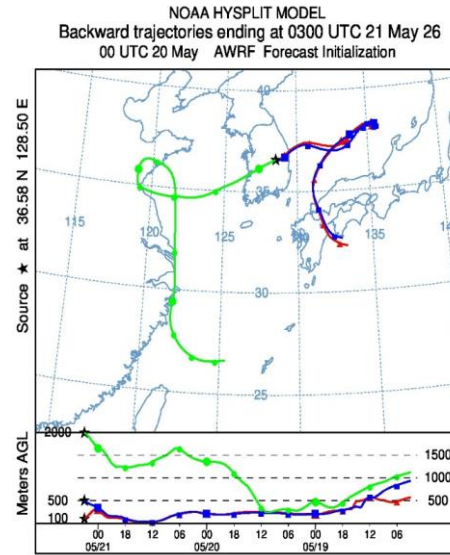 NOAA HYSPLIT MODEL
Backward trajectories ending at 0300 UTC 21 May 26
00 UTC 20 May AWRF Forecast Initialization
Source ★ at 36.58 N 128.50 E
40
35
115
120
125
130
135
30
25
Meters AGL
2000
500
100
1500
1000
500
00 18 12 06 00 18 12 06 00 18 12 06
05/21 05/20 05/19